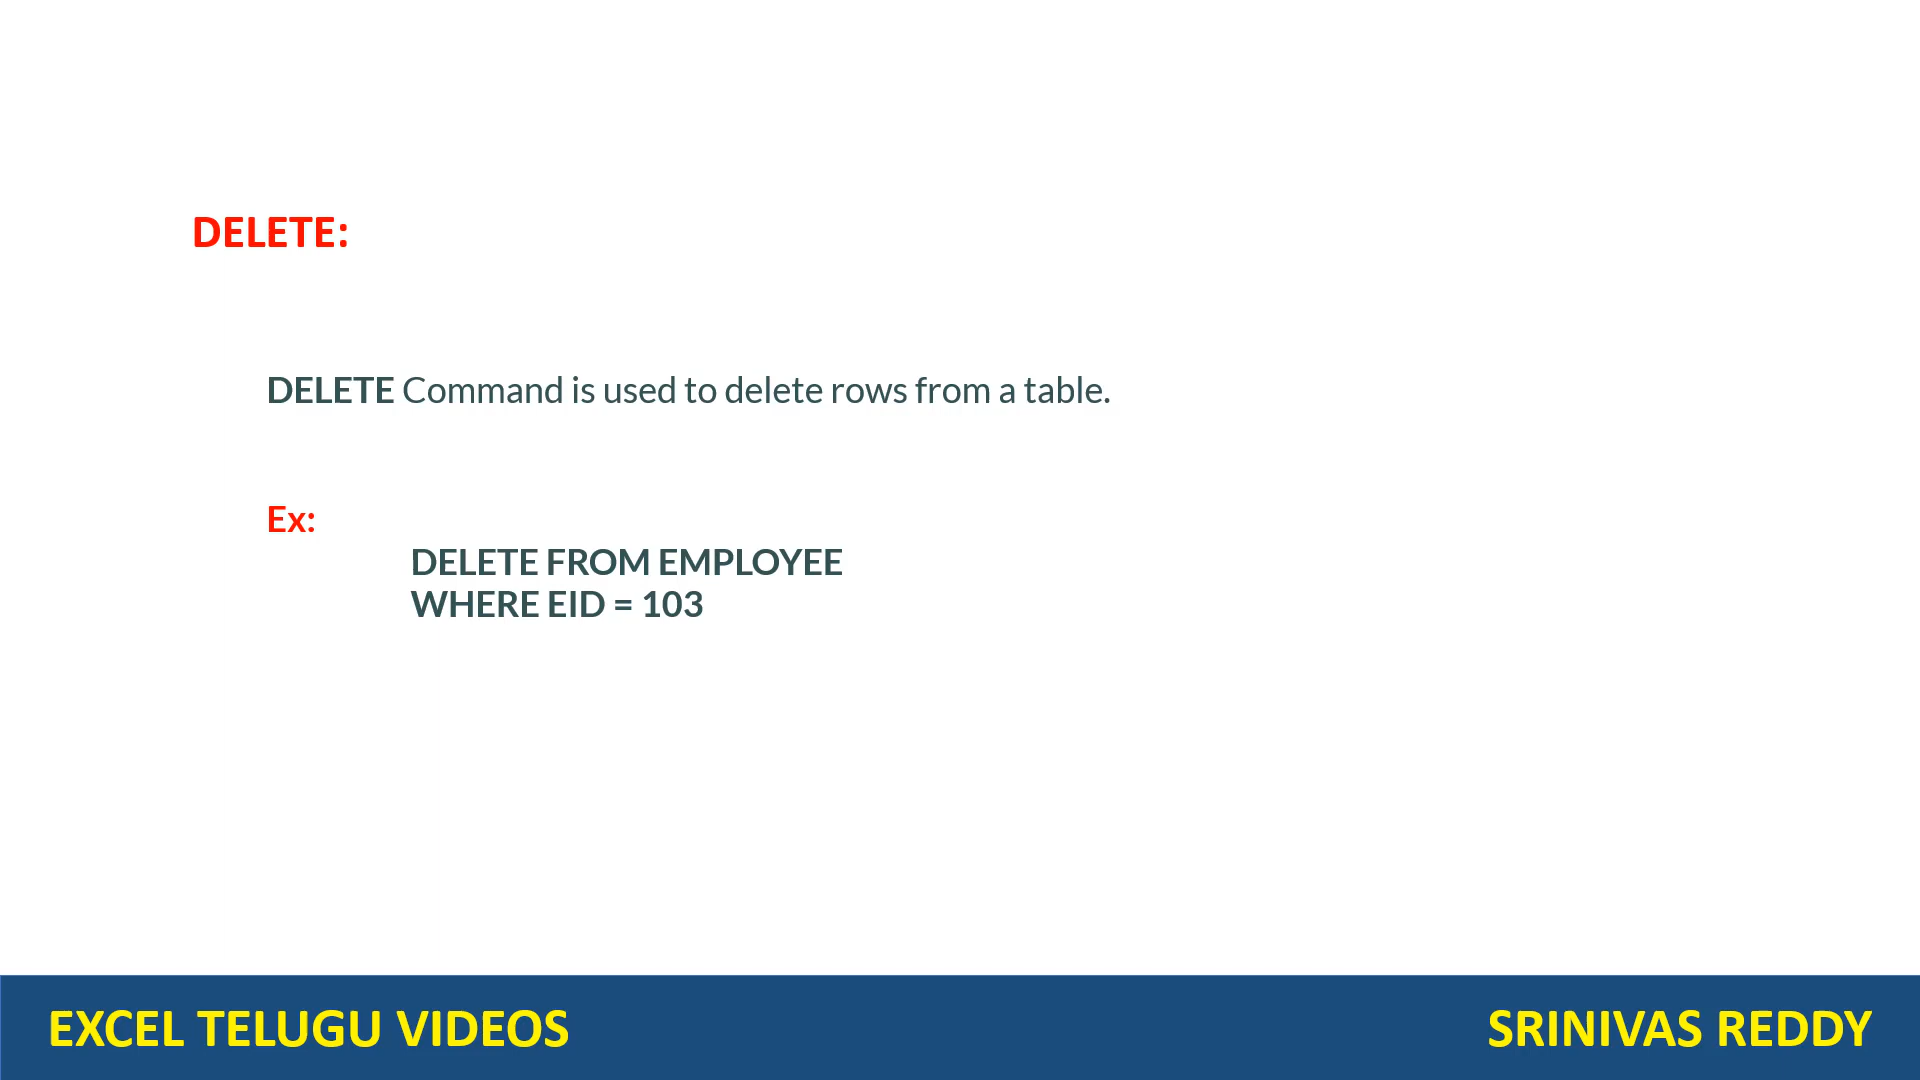 DELETE:
DELETE Command is used to delete rows from a table.
Ex:
DELETE FROM EMPLOYEE
WHERE EID = 103
EXCEL TELUGU VIDEOS
SRINIVAS REDDY